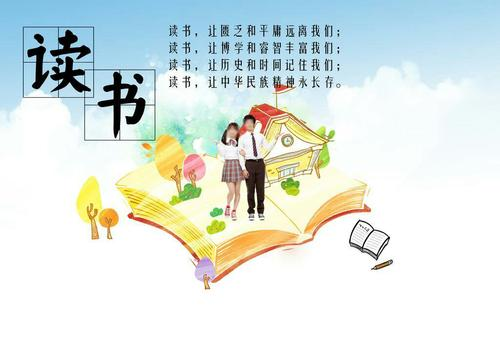 读书
读书，让匮乏和平庸远离我们；
读书，让博学和睿智丰富我们；
读书，让历史和时间记住我们；
读书，让中华民族精神永长存。